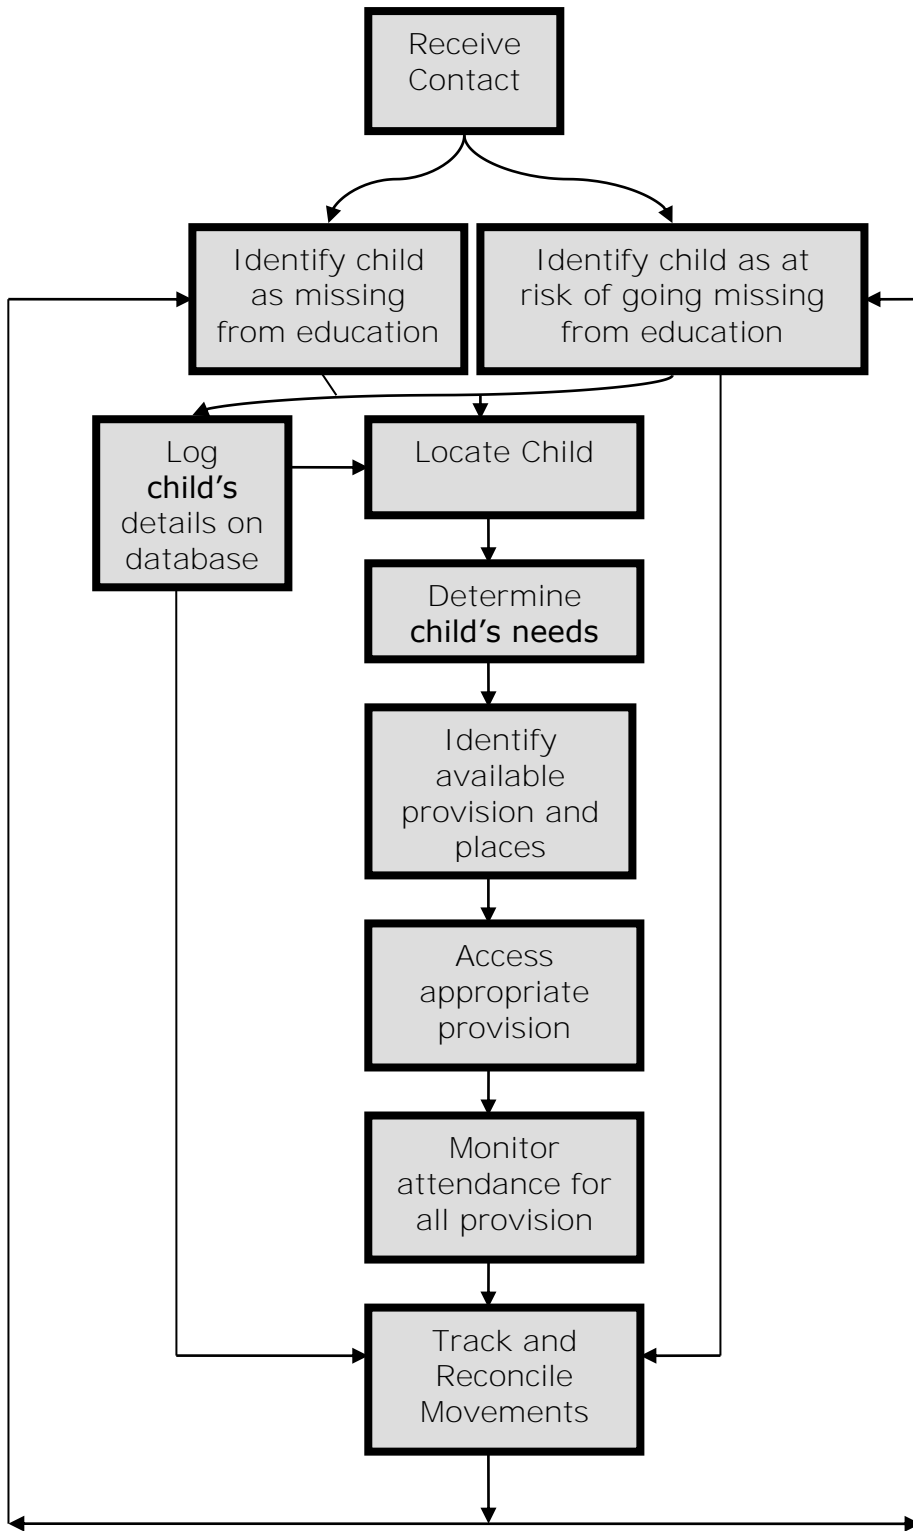 Receive
Contact
Identify child
as missing
from education
Identify child as at
risk of going missing
from education
Log
child's
details on
database
Locate Child
Determine
child's needs
Identify
available
provision and
places
Access
appropriate
provision
Monitor
attendance for
all provision
Track and
Reconcile
Movements